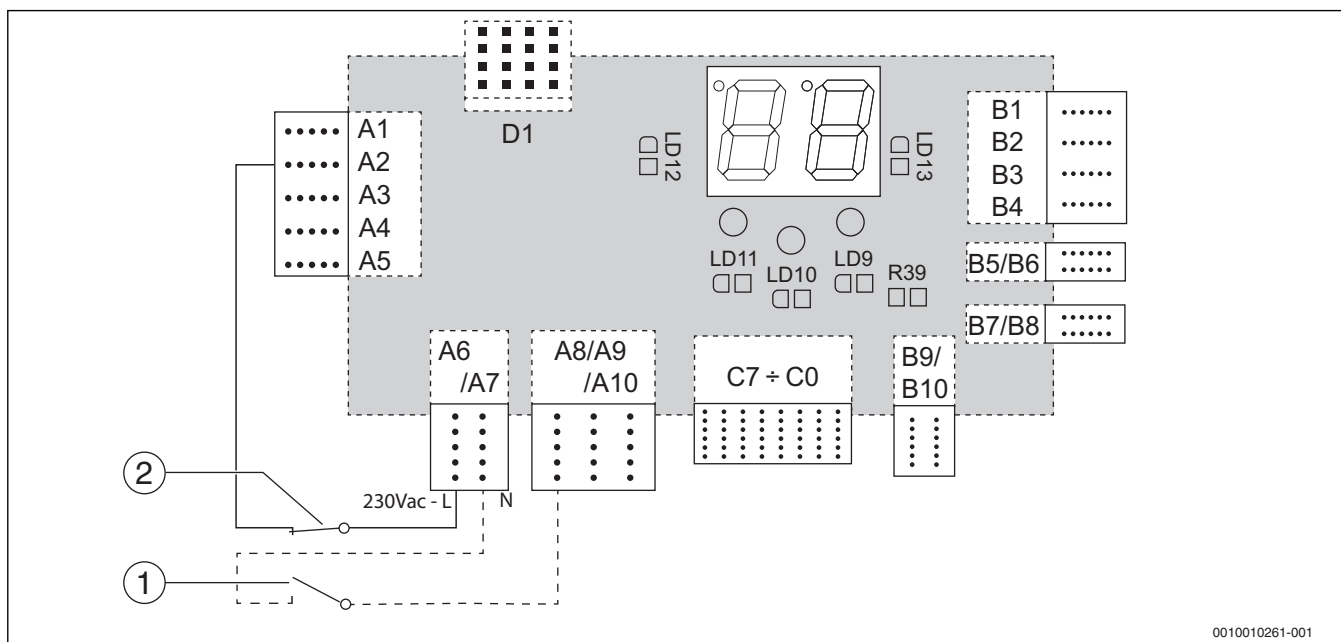 D1
A1
A2
A3
A4
A5
LD12
LD13
B1
B2
B3
B4
LD11
LD10
LD9
R39
B5/B6
B7/B8
A6
/A7
A8/A9
/A10
C7 ÷ C0
B9/
B10
2
230Vac - L
N
1
0010010261-001